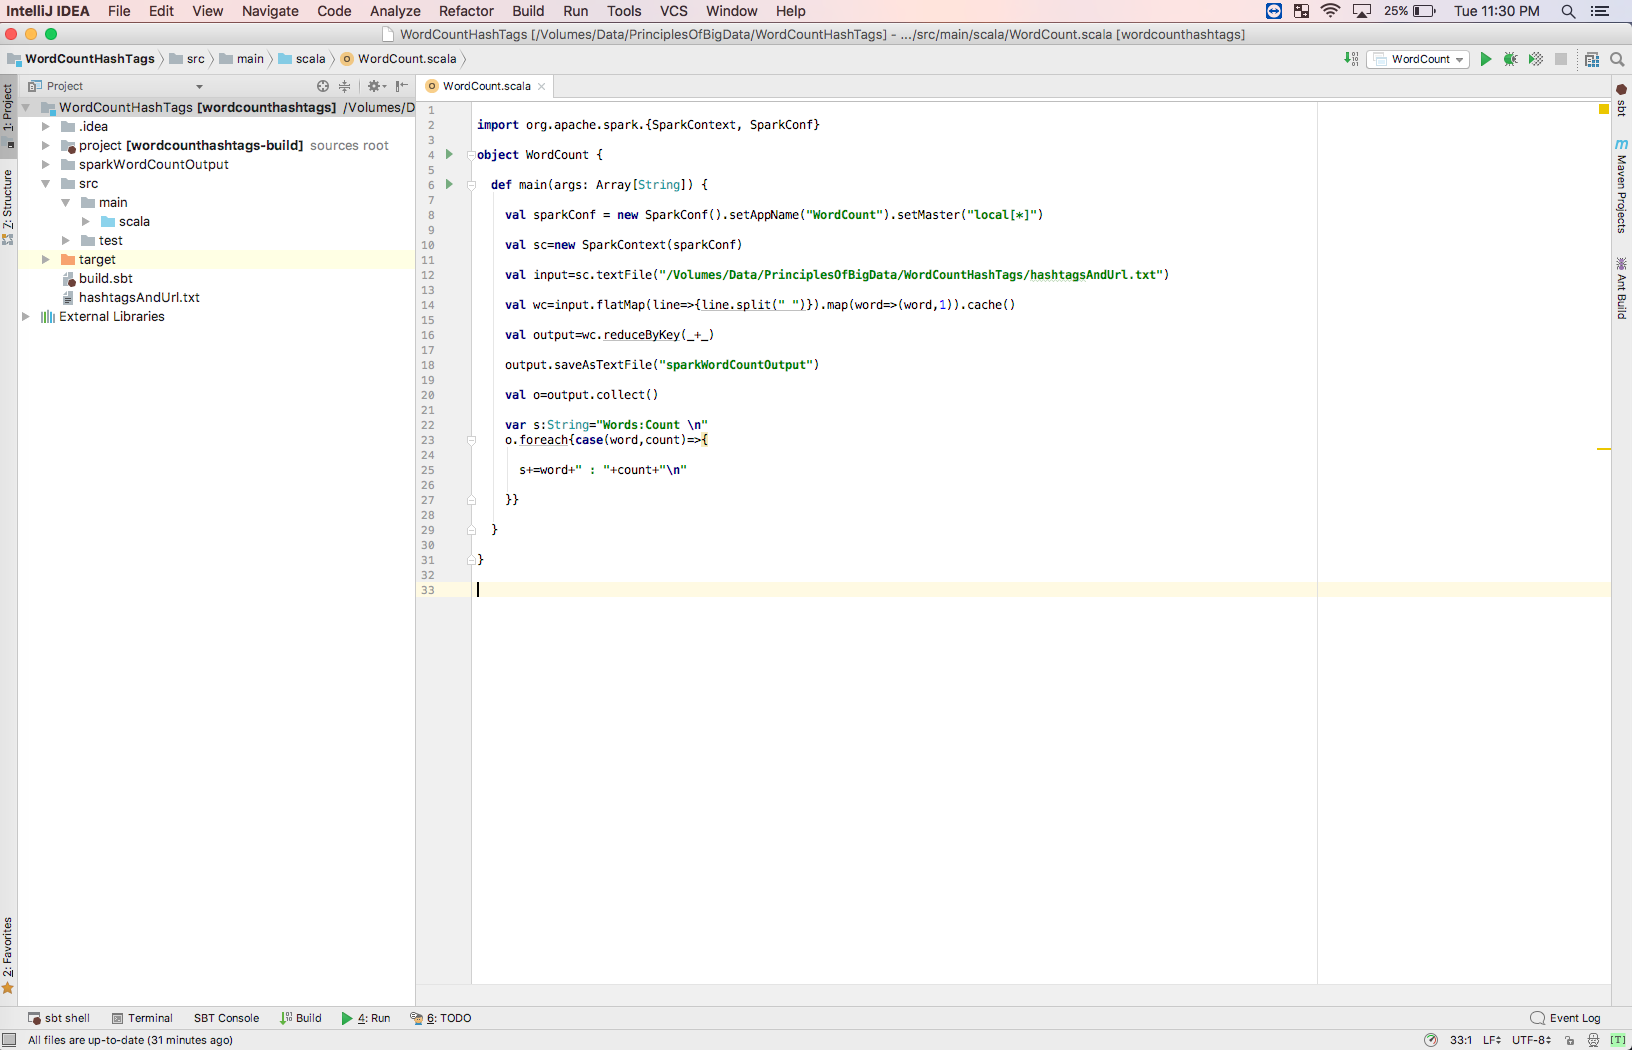 IntelliJ IDEA File Edit View Navigate Code Analyze Refactor Build Run Tools VCS Window Help 25% Tue 11:30 PM
WordCountHashTags [/Volumes/Data/PrinciplesOfBigData/WordCountHashTags] - .../src/main/scala/WordCount.scala [wordcounthashtags]
WordCountHashTags src main scala WordCount.scala WordCount
Project
WordCount.scala
1: Project
Z: Structure
2: Favorites
WordCountHashTags [wordcounthashtags] /Volumes/D
.idea
project [wordcounthashtags-build] sources root
sparkWordCountOutput
src
main
scala
test
target
build.sbt
hashtagsAndUrl.txt
External Libraries
1
2 import org.apache.spark.{SparkContext, SparkConf}
3
4 object WordCount {
5
6 def main(args: Array[String]) {
7
8 val sparkConf = new SparkConf().setAppName("WordCount").setMaster("local[*]")
9
10 val sc=new SparkContext(sparkConf)
11
12 val input=sc.textFile("/Volumes/Data/PrinciplesOfBigData/WordCountHashTags/hashtagsAndUrl.txt")
13
14 val wc=input.flatMap(line=>{line.split(" ")}).map(word=>(word,1)).cache()
15
16 val output=wc.reduceByKey(_+_)
17
18 output.saveAsTextFile("sparkWordCountOutput")
19
20 val o=output.collect()
21
22 var s:String="Words:Count \n"
23 o.foreach{case(word,count)=>{
24
25 s+=word+" : "+count+"\n"
26
27 }}
28
29 }
30
31 }
32
33
sbt
Maven Projects
Ant Build
sbt shell Terminal SBT Console Build 4: Run 6: TODO Event Log
All files are up-to-date (31 minutes ago) 33:1 LF UTF-8 [T]